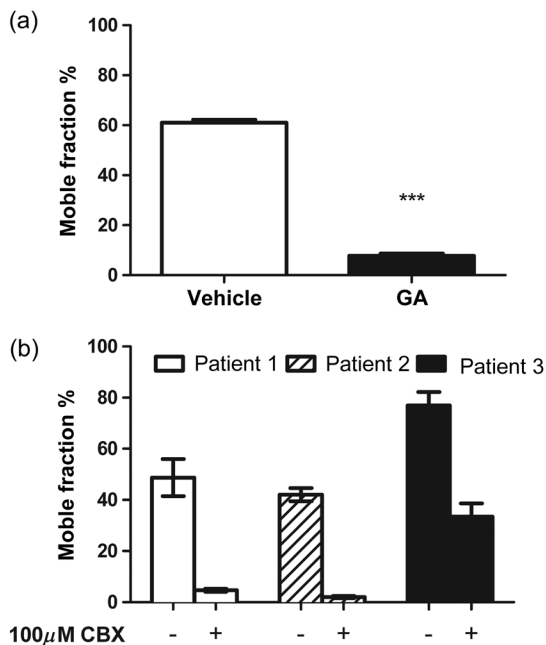 (a)
Moble fraction %
100
80
60
40
20
0
***
Vehicle GA
(b)
Moble fraction %
100
80
60
40
20
0
Patient 1 Patient 2 Patient 3
100μM CBX - + - + - +